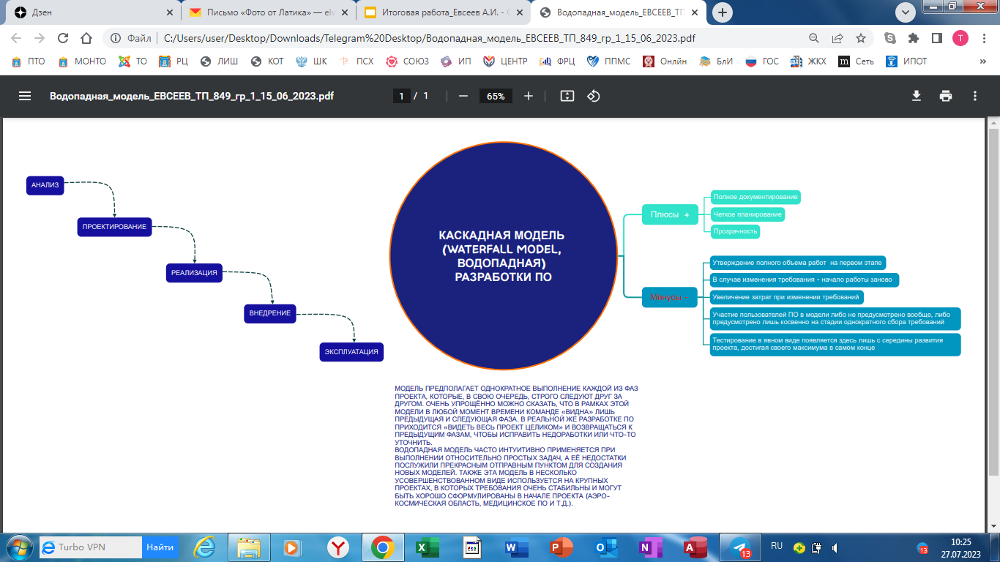 Дзен
Письмо «Фото от Латика» — elv
Итоговая работа_Евсеев А.И. - G
Водопадная_модель_ЕВСЕЕВ_ТП
Файл
C:/Users/user/Desktop/Downloads/Telegram%20Desktop/Водопадная_модель_ЕВСЕЕВ_ТП_849_гр_1_15_06_2023.pdf
T
ПТО
МОНТО
ТО
РЦ
ЛИШ
КОТ
ШК
ПСХ
СОЮЗ
ИП
ЦЕНТР
ФРЦ
ППМС
Онлйн
БлИ
ГОС
ЖКХ
m Сеть
ИПОТ
»
Водопадная_модель_ЕВСЕЕВ_ТП_849_гр_1_15_06_2023.pdf
1 / 1
65%
АНАЛИЗ
ПРОЕКТИРОВАНИЕ
РЕАЛИЗАЦИЯ
ВНЕДРЕНИЕ
ЭКСПЛУАТАЦИЯ
КАСКАДНАЯ МОДЕЛЬ
(WATERFALL MODEL,
ВОДОПАДНАЯ)
РАЗРАБОТКИ ПО
Плюсы +
Полное документирование
Четкое планирование
Прозрачность
Минусы -
Утверждение полного объема работ на первом этапе
В случае изменения требования - начало работы заново
Увеличение затрат при изменении требований
Участие пользователей ПО в модели либо не предусмотрено вообще, либо
предусмотрено лишь косвенно на стадии однократного сбора требований
Тестирование в явном виде появляется здесь лишь с середины развития
проекта, достигая своего максимума в самом конце
МОДЕЛЬ ПРЕДПОЛАГАЕТ ОДНОКРАТНОЕ ВЫПОЛНЕНИЕ КАЖДОЙ ИЗ ФАЗ
ПРОЕКТА, КОТОРЫЕ, В СВОЮ ОЧЕРЕДЬ, СТРОГО СЛЕДУЮТ ДРУГ ЗА
ДРУГОМ. ОЧЕНЬ УПРОЩЁННО МОЖНО СКАЗАТЬ, ЧТО В РАМКАХ ЭТОЙ
МОДЕЛИ В ЛЮБОЙ МОМЕНТ ВРЕМЕНИ КОМАНДЕ «ВИДНА» ЛИШЬ
ПРЕДЫДУЩАЯ И СЛЕДУЮЩАЯ ФАЗА. В РЕАЛЬНОЙ ЖЕ РАЗРАБОТКЕ ПО
ПРИХОДИТСЯ «ВИДЕТЬ ВЕСЬ ПРОЕКТ ЦЕЛИКОМ» И ВОЗВРАЩАТЬСЯ К
ПРЕДЫДУЩИМ ФАЗАМ, ЧТОБЫ ИСПРАВИТЬ НЕДОРАБОТКИ ИЛИ ЧТО-ТО
УТОЧНИТЬ.
ВОДОПАДНАЯ МОДЕЛЬ ЧАСТО ИНТУИТИВНО ПРИМЕНЯЕТСЯ ПРИ
ВЫПОЛНЕНИИ ОТНОСИТЕЛЬНО ПРОСТЫХ ЗАДАЧ, А ЕЁ НЕДОСТАТКИ
ПОСЛУЖИЛИ ПРЕКРАСНЫМ ОТПРАВНЫМ ПУНКТОМ ДЛЯ СОЗДАНИЯ
НОВЫХ МОДЕЛЕЙ. ТАКЖЕ ЭТА МОДЕЛЬ В НЕСКОЛЬКО
УСОВЕРШЕНСТВОВАННОМ ВИДЕ ИСПОЛЬЗУЕТСЯ НА КРУПНЫХ
ПРОЕКТАХ, В КОТОРЫХ ТРЕБОВАНИЯ ОЧЕНЬ СТАБИЛЬНЫ И МОГУТ
БЫТЬ ХОРОШО СФОРМУЛИРОВАНЫ В НАЧАЛЕ ПРОЕКТА (АЭРО-
КОСМИЧЕСКАЯ ОБЛАСТЬ, МЕДИЦИНСКОЕ ПО И Т.Д.).
Turbo VPN
Найти
13
RU
13
10:25
27.07.2023